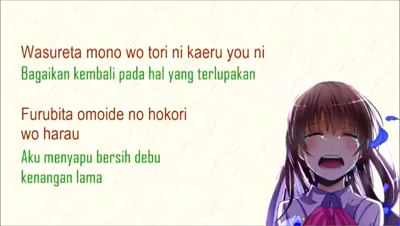 Wasureta mono wo tori ni kaeru you ni
Bagaikan kembali pada hal yang terlupakan
Furubita omoide no hokori
wo harau
Aku menyapu bersih debu
kenangan lama